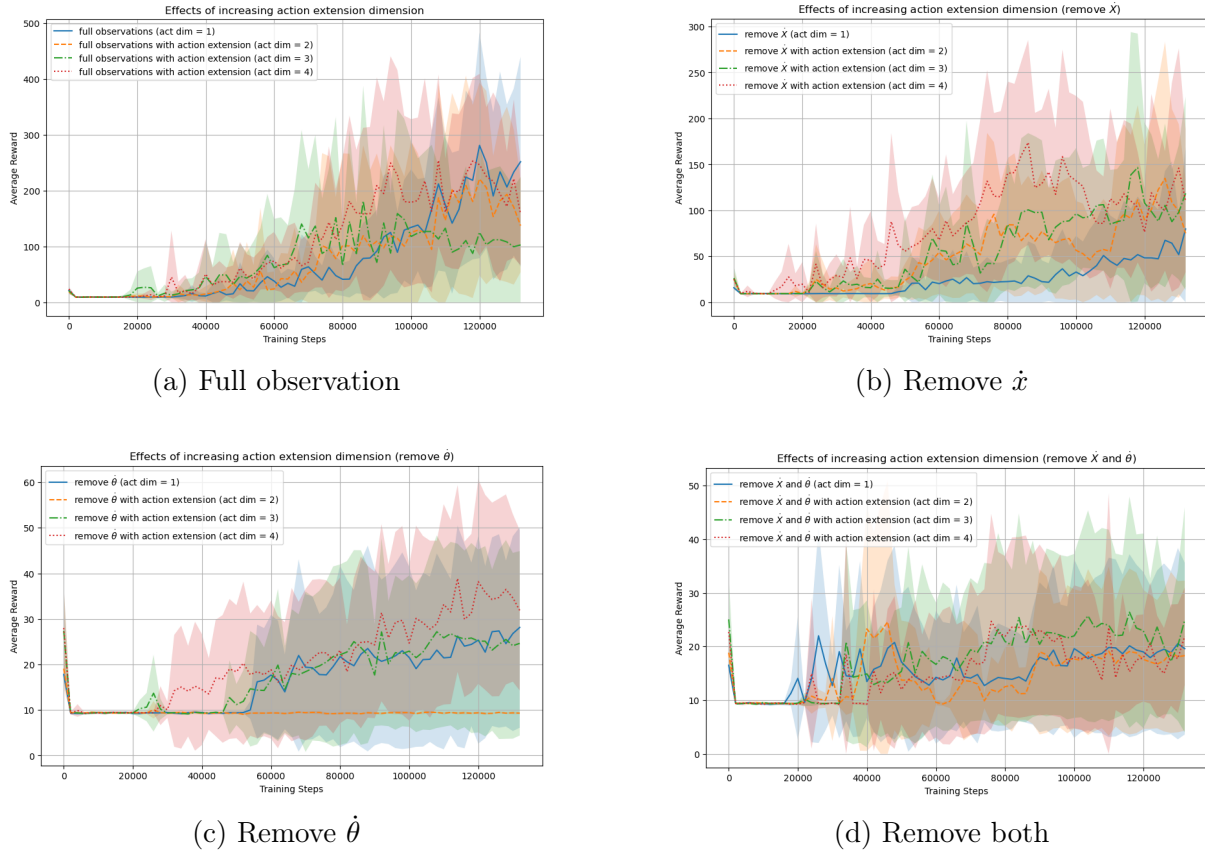 Effects of increasing action extension dimension
full observations (act dim = 1)
full observations with action extension (act dim = 2)
full observations with action extension (act dim = 3)
full observations with action extension (act dim = 4)
500
400
300
200
100
0
Average Reward
0 20000 40000 60000 80000 100000 120000
Training Steps
(a) Full observation
Effects of increasing action extension dimension (remove Ẋ)
remove Ẋ (act dim = 1)
remove Ẋ with action extension (act dim = 2)
remove Ẋ with action extension (act dim = 3)
remove Ẋ with action extension (act dim = 4)
300
250
200
150
100
50
0
Average Reward
0 20000 40000 60000 80000 100000 120000
Training Steps
(b) Remove ẋ
Effects of increasing action extension dimension (remove θ̇)
remove θ̇ (act dim = 1)
remove θ̇ with action extension (act dim = 2)
remove θ̇ with action extension (act dim = 3)
remove θ̇ with action extension (act dim = 4)
60
50
40
30
20
10
0
Average Reward
0 20000 40000 60000 80000 100000 120000
Training Steps
(c) Remove θ̇
Effects of increasing action extension dimension (remove Ẋ and θ̇)
remove Ẋ and θ̇ (act dim = 1)
remove Ẋ and θ̇ with action extension (act dim = 2)
remove Ẋ and θ̇ with action extension (act dim = 3)
remove Ẋ and θ̇ with action extension (act dim = 4)
50
40
30
20
10
0
Average Reward
0 20000 40000 60000 80000 100000 120000
Training Steps
(d) Remove both